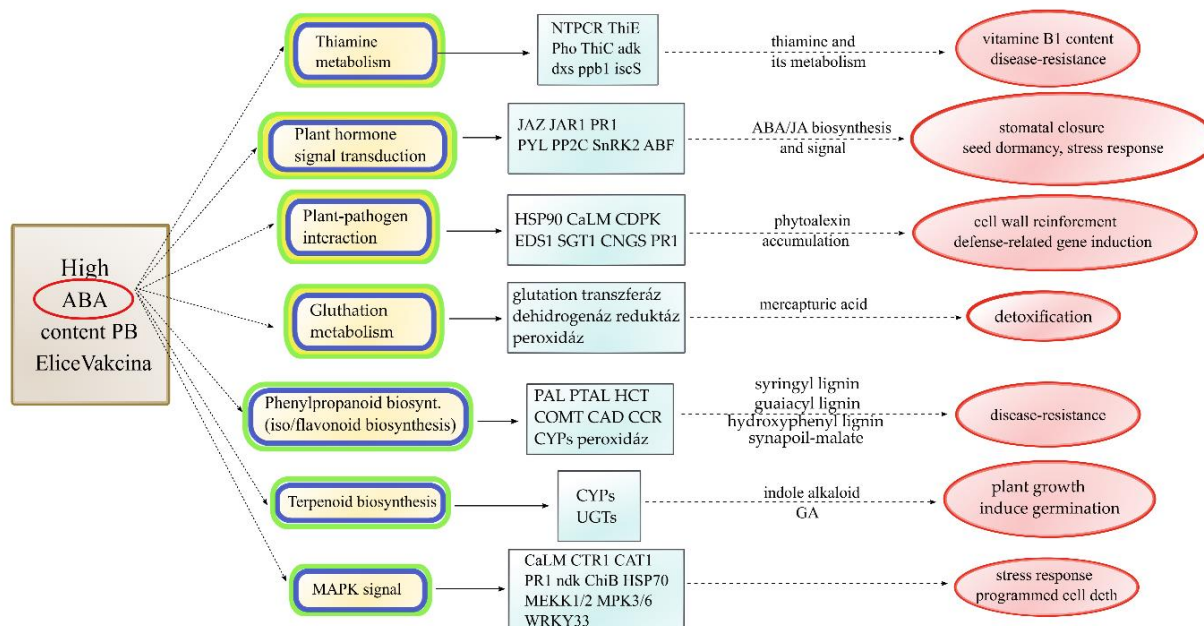 High
ABA
content PB
EliceVakcina
Thiamine
metabolism
NTPCR ThiE
Pho ThiC adk
dxs ppb1 iscS
thiamine and
its metabolism
vitamine B1 content
disease-resistance
Plant hormone
signal transduction
JAZ JAR1 PR1
PYL PP2C SnRK2 ABF
ABA/JA biosynthesis
and signal
stomatal closure
seed dormancy, stress response
Plant-pathogen
interaction
HSP90 CaLM CDPK
EDS1 SGT1 CNGS PR1
phytoalexin
accumulation
cell wall reinforcement
defense-related gene induction
Gluthation
metabolism
glutation transzferáz
dehidrogenáz reduktáz
peroxidáz
mercapturic acid
detoxification
Phenylpropanoid biosynt.
(iso/flavonoid biosynthesis)
PAL PTAL HCT
COMT CAD CCR
CYPs peroxidáz
syringyl lignin
guaiacyl lignin
hydroxyphenyl lignin
synapoil-malate
disease-resistance
Terpenoid biosynthesis
CYPs
UGTs
indole alkaloid
GA
plant growth
induce germination
MAPK signal
CaLM CTR1 CAT1
PR1 ndk ChiB HSP70
MEKK1/2 MPK3/6
WRKY33
stress response
programmed cell deth